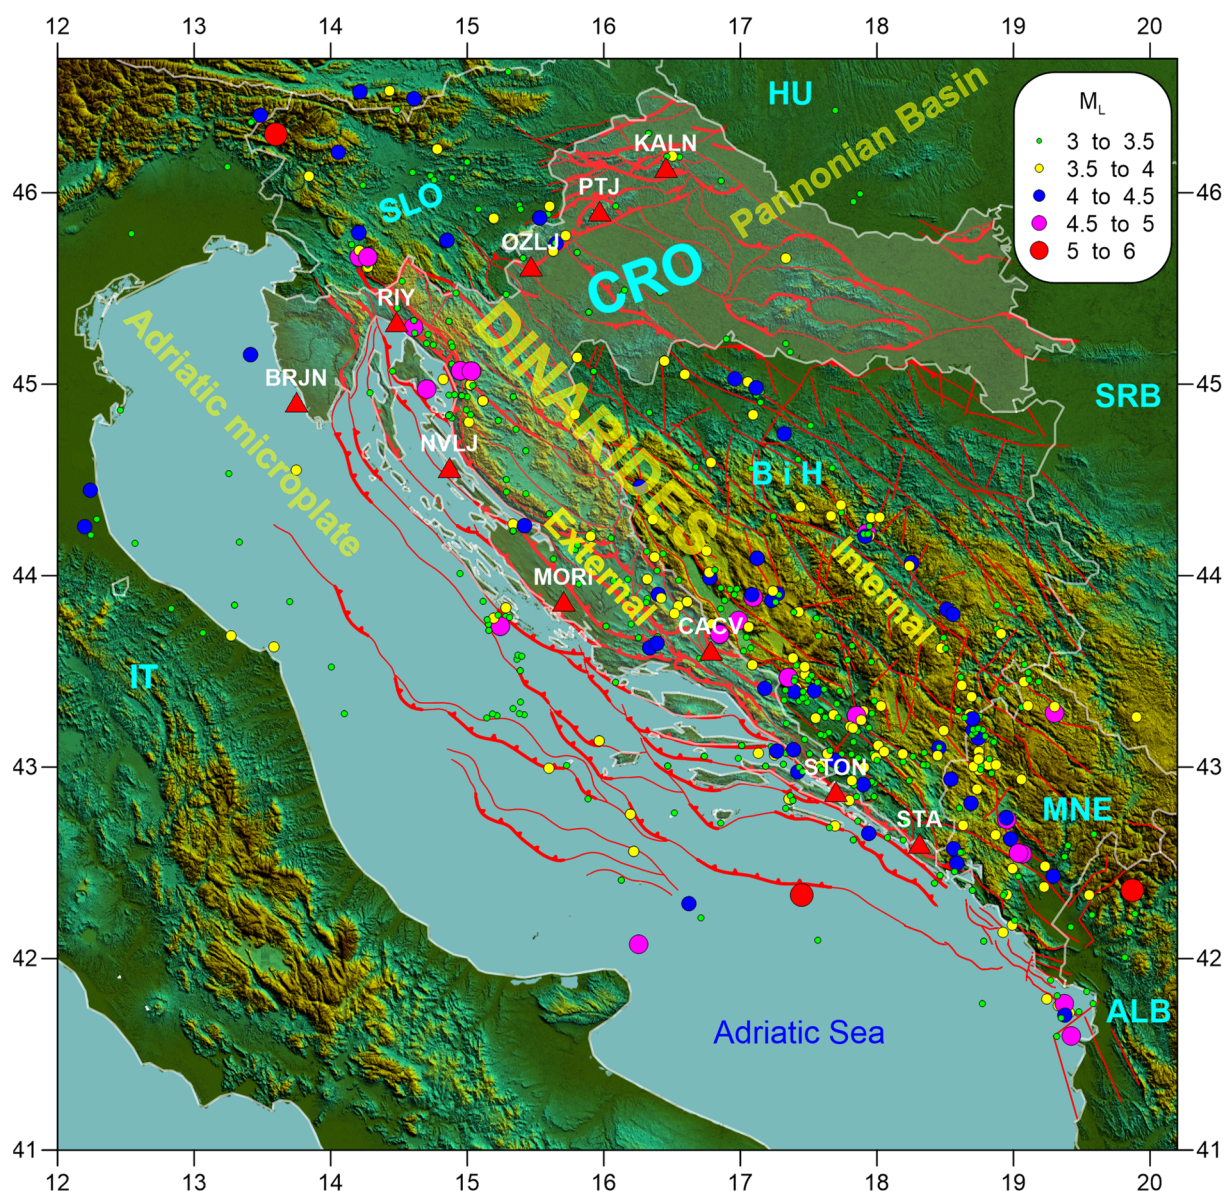 12 13 14 15 16 17 18 19 20
HU
Pannonian Basin
M_L
3 to 3.5
3.5 to 4
4 to 4.5
4.5 to 5
5 to 6
KALN
PTJ
46 46
SLO
OZLJ
CRO
RIY
DINARIDES
Adriatic microplate
BRJN
45 45
SRB
NVLJ
B i H
External
Internal
44 44
MORI
CACV
IT
43 43
STON
MNE
STA
42 42
ALB
Adriatic Sea
41 41
12 13 14 15 16 17 18 19 20